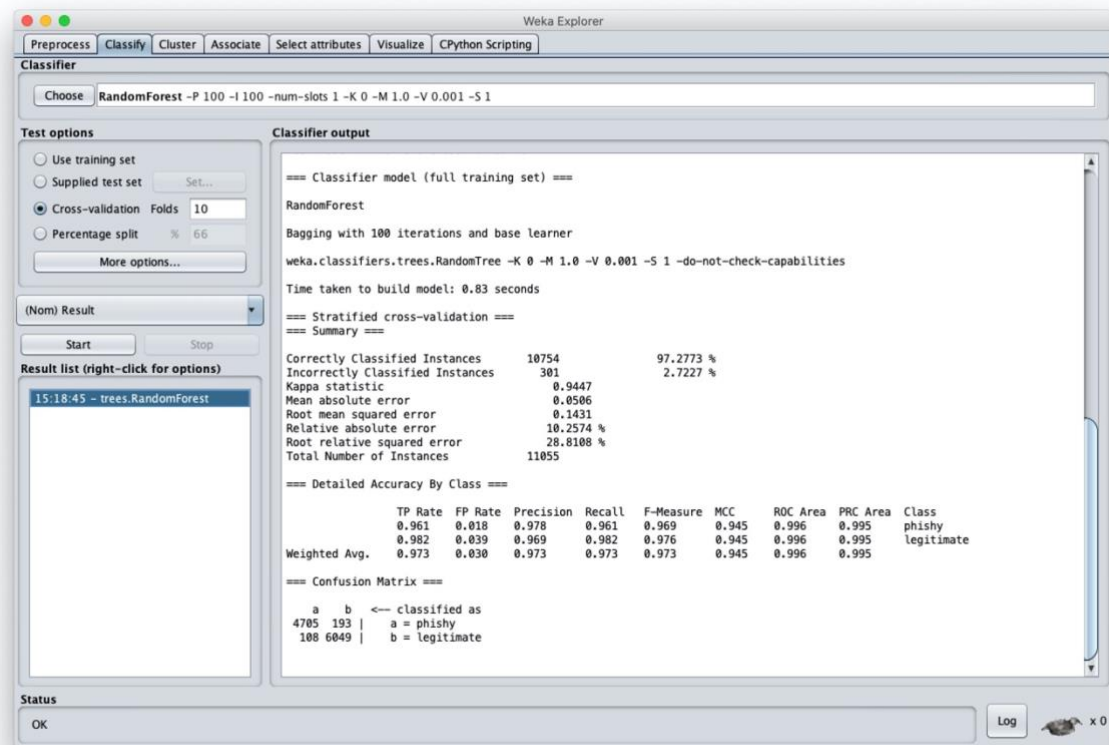 Weka Explorer
Preprocess Classify Cluster Associate Select attributes Visualize CPython Scripting
Classifier
Choose RandomForest -P 100 -I 100 -num-slots 1 -K 0 -M 1.0 -V 0.001 -S 1
Test options
Use training set
Supplied test set Set...
Cross-validation Folds 10
Percentage split % 66
More options...
(Nom) Result
Start Stop
Result list (right-click for options)
15:18:45 - trees.RandomForest
Classifier output
=== Classifier model (full training set) ===
RandomForest
Bagging with 100 iterations and base learner
weka.classifiers.trees.RandomTree -K 0 -M 1.0 -V 0.001 -S 1 -do-not-check-capabilities
Time taken to build model: 0.83 seconds
=== Stratified cross-validation ===
=== Summary ===
Correctly Classified Instances 10754 97.2773 %
Incorrectly Classified Instances 301 2.7227 %
Kappa statistic 0.9447
Mean absolute error 0.0506
Root mean squared error 0.1431
Relative absolute error 10.2574 %
Root relative squared error 28.8108 %
Total Number of Instances 11055
=== Detailed Accuracy By Class ===
TP Rate FP Rate Precision Recall F-Measure MCC ROC Area PRC Area Class
0.961 0.018 0.978 0.961 0.969 0.945 0.996 0.995 phishy
0.982 0.039 0.969 0.982 0.976 0.945 0.996 0.995 legitimate
Weighted Avg. 0.973 0.030 0.973 0.973 0.973 0.945 0.996 0.995
=== Confusion Matrix ===
a b <-- classified as
4705 193 | a = phishy
108 6049 | b = legitimate
Status
OK
Log x 0